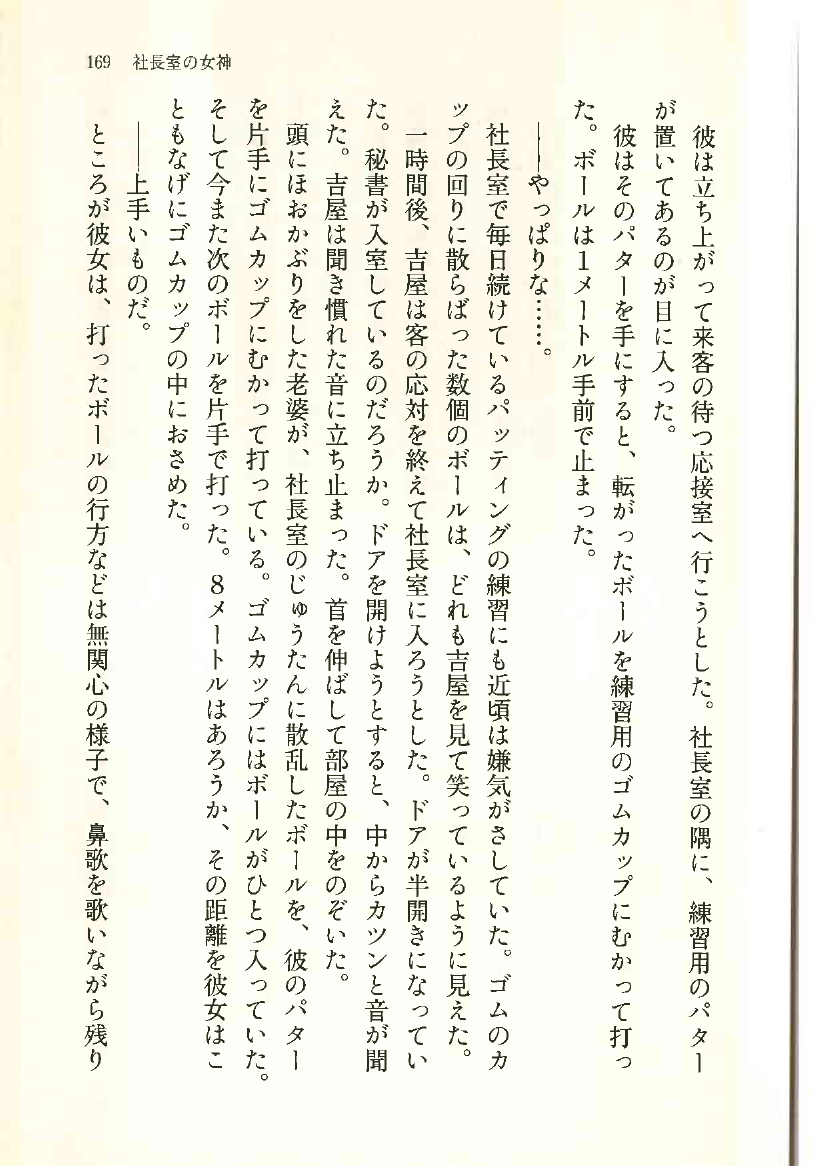 169 社長室の女神
彼は立ち上がって来客の待つ応接室へ行こうとした。社長室の隅に、練習用のパター
が置いてあるのが目に入った。
彼はそのパターを手にすると、転がったボールを練習用のゴムカップにむかって打っ
た。ボールは1メートル手前で止まった。
――やっぱりな……。
社長室で毎日続けているパッティングの練習にも近頃は嫌気がさしていた。ゴムのカ
ップの回りに散らばった数個のボールは、どれも吉屋を見て笑っているように見えた。
一時間後、吉屋は客の応対を終えて社長室に入ろうとした。ドアが半開きになってい
た。秘書が入室しているのだろうか。ドアを開けようとすると、中からカツンと音が聞
えた。吉屋は聞き慣れた音に立ち止まった。首を伸ばして部屋の中をのぞいた。
頭にほおかぶりをした老婆が、社長室のじゅうたんに散乱したボールを、彼のパター
を片手にゴムカップにむかって打っている。ゴムカップにはボールがひとつ入っていた。
そして今また次のボールを片手で打った。8メートルはあろうか、その距離を彼女はこ
ともなげにゴムカップの中におさめた。
――上手いものだ。
ところが彼女は、打ったボールの行方などは無関心の様子で、鼻歌を歌いながら残り